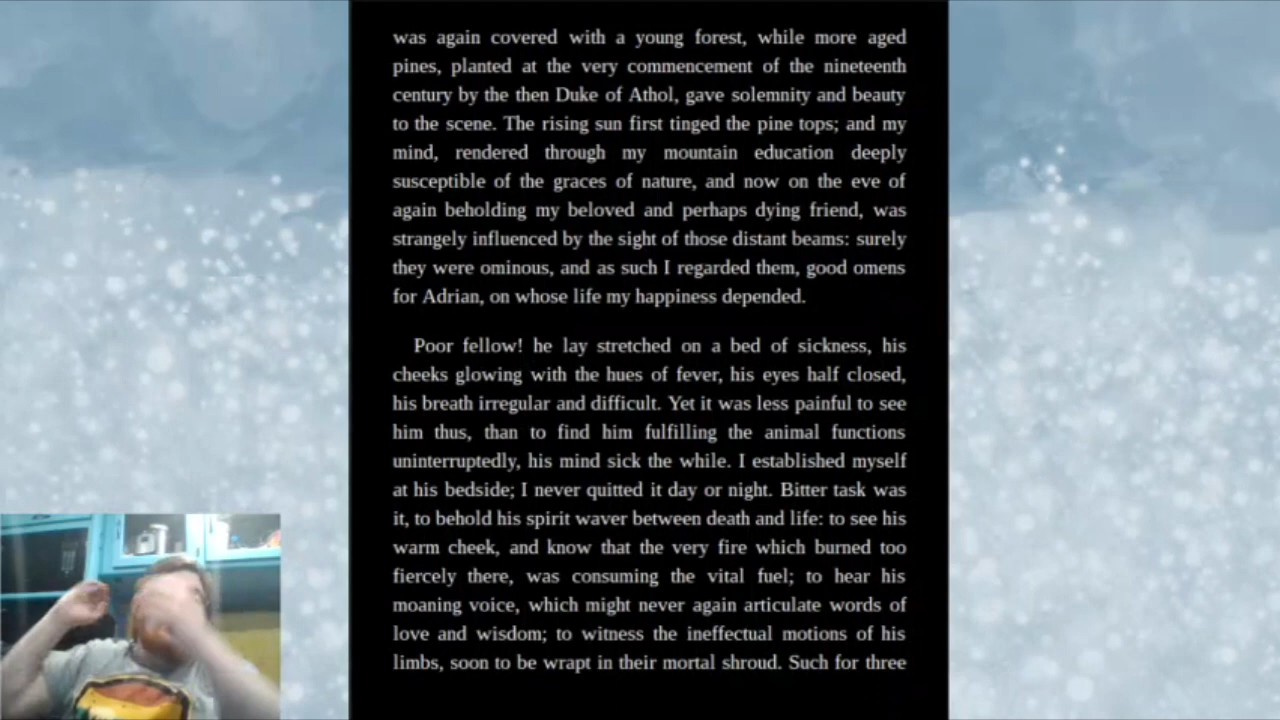 was again covered with a young forest, while more aged
pines, planted at the very commencement of the nineteenth
century by the then Duke of Athol, gave solemnity and beauty
to the scene. The rising sun first tinged the pine tops; and my
mind, rendered through my mountain education deeply
susceptible of the graces of nature, and now on the eve of
again beholding my beloved and perhaps dying friend, was
strangely influenced by the sight of those distant beams: surely
they were ominous, and as such I regarded them, good omens
for Adrian, on whose life my happiness depended.
Poor fellow! he lay stretched on a bed of sickness, his
cheeks glowing with the hues of fever, his eyes half closed,
his breath irregular and difficult. Yet it was less painful to see
him thus, than to find him fulfilling the animal functions
uninterruptedly, his mind sick the while. I established myself
at his bedside; I never quitted it day or night. Bitter task was
it, to behold his spirit waver between death and life: to see his
warm cheek, and know that the very fire which burned too
fiercely there, was consuming the vital fuel; to hear his
moaning voice, which might never again articulate words of
love and wisdom; to witness the ineffectual motions of his
limbs, soon to be wrapt in their mortal shroud. Such for three